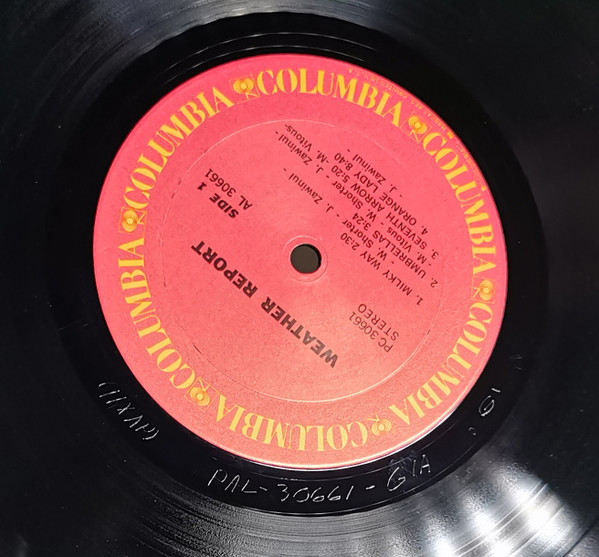 COLUMBIA COLUMBIA COLUMBIA COLUMBIA COLUMBIA COLUMBIA
WEATHER REPORT
PC 30661
STEREO
SIDE 1
AL 30661
1. MILKY WAY 2:30
-W. Shorter - J. Zawinul-
2. UMBRELLAS 3:24
-M. Vitous - W. Shorter - J. Zawinul-
3. SEVENTH ARROW 5:20 -M. Vitous-
4. ORANGE LADY 8:40
- J. Zawinul -
PAL-30661-G1A